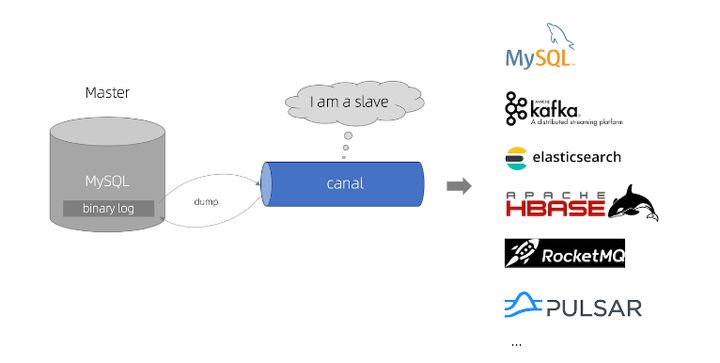 Master
MySQL
binary log
dump
I am a slave
canal
MySQL
APACHE
kafka
A distributed streaming platform
elasticsearch
APACHE
HBASE
RocketMQ
PULSAR
...